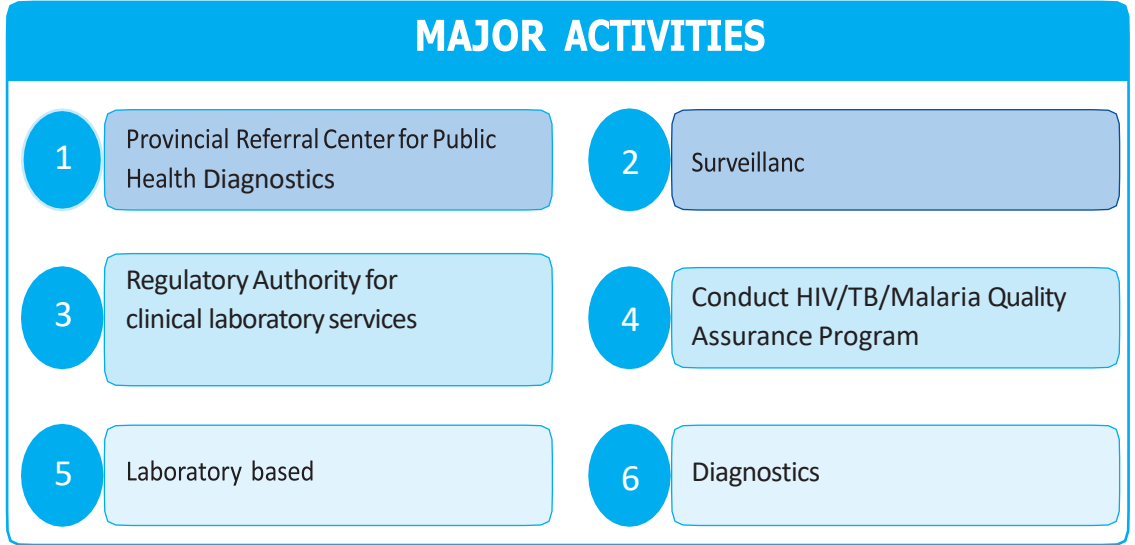 MAJOR ACTIVITIES
1
Provincial Referral Center for Public
Health Diagnostics
2
Surveillanc
3
Regulatory Authority for
clinical laboratory services
4
Conduct HIV/TB/Malaria Quality
Assurance Program
5
Laboratory based
6
Diagnostics